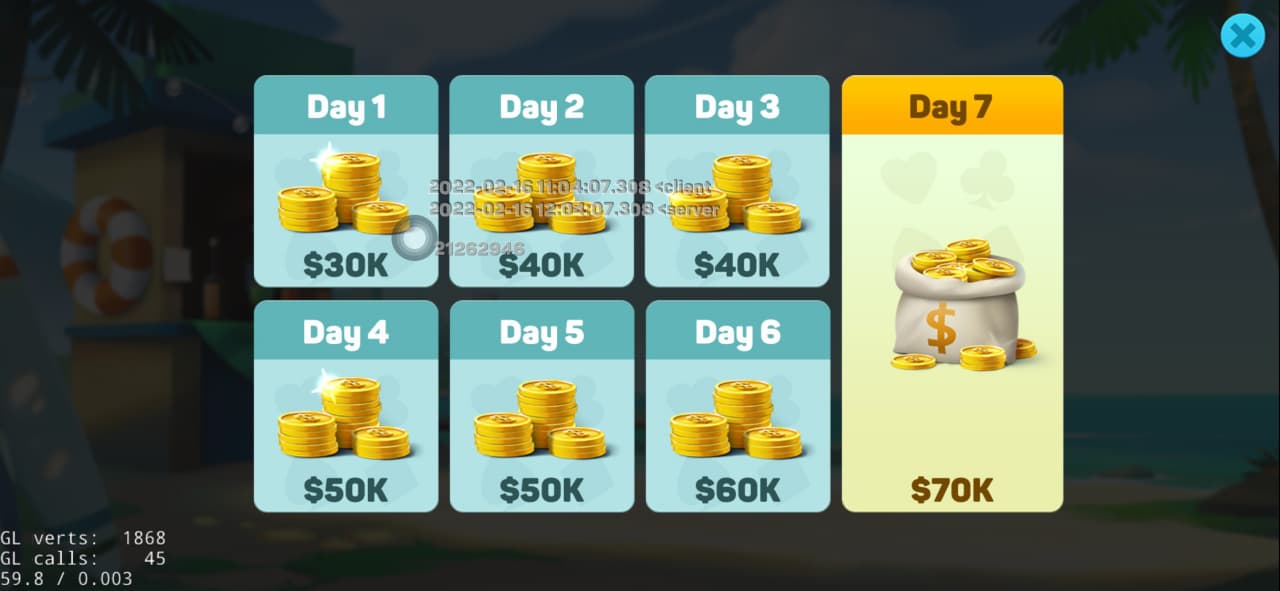 Day 1
$30K
Day 2
$40K
Day 3
$40K
Day 7
$70K
2022-02-16 11:04:07.308 <client
2022-02-16 12:04:07.308 <server
21262946
Day 4
$50K
Day 5
$50K
Day 6
$60K
GL verts: 1868
GL calls: 45
59.8 / 0.003